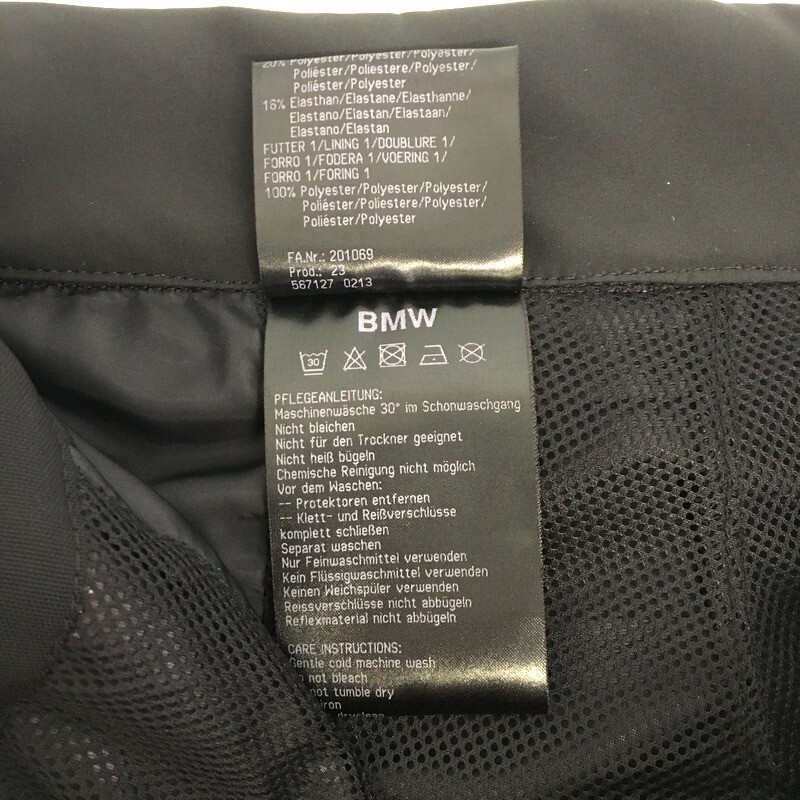 20% Polyester/Polyester/Polyester/
Poliéster/Poliestere/Polyester/
Poliéster/Polyester
16% Elasthan/Elastane/Elasthanne/
Elastano/Elastan/Elastaan/
Elastano/Elastan
FUTTER 1/LINING 1/DOUBLURE 1/
FORRO 1/FODERA 1/VOERING 1/
FORRO 1/FORING 1
100% Polyester/Polyester/Polyester/
Poliéster/Poliestere/Polyester/
Poliéster/Polyester
FA.Nr.: 201069
Prod.: 23
567127 0213
BMW
30
PFLEGEANLEITUNG:
Maschinenwäsche 30° im Schonwaschgang
Nicht bleichen
Nicht für den Trockner geeignet
Nicht heiß bügeln
Chemische Reinigung nicht möglich
Vor dem Waschen:
-- Protektoren entfernen
-- Klett- und Reißverschlüsse
komplett schließen
Separat waschen
Nur Feinwaschmittel verwenden
Kein Flüssigwaschmittel verwenden
Keinen Weichspüler verwenden
Reissverschlüsse nicht abbügeln
Reflexmaterial nicht abbügeln
CARE INSTRUCTIONS:
Gentle cold machine wash
not bleach
not tumble dry
iron
dryclean